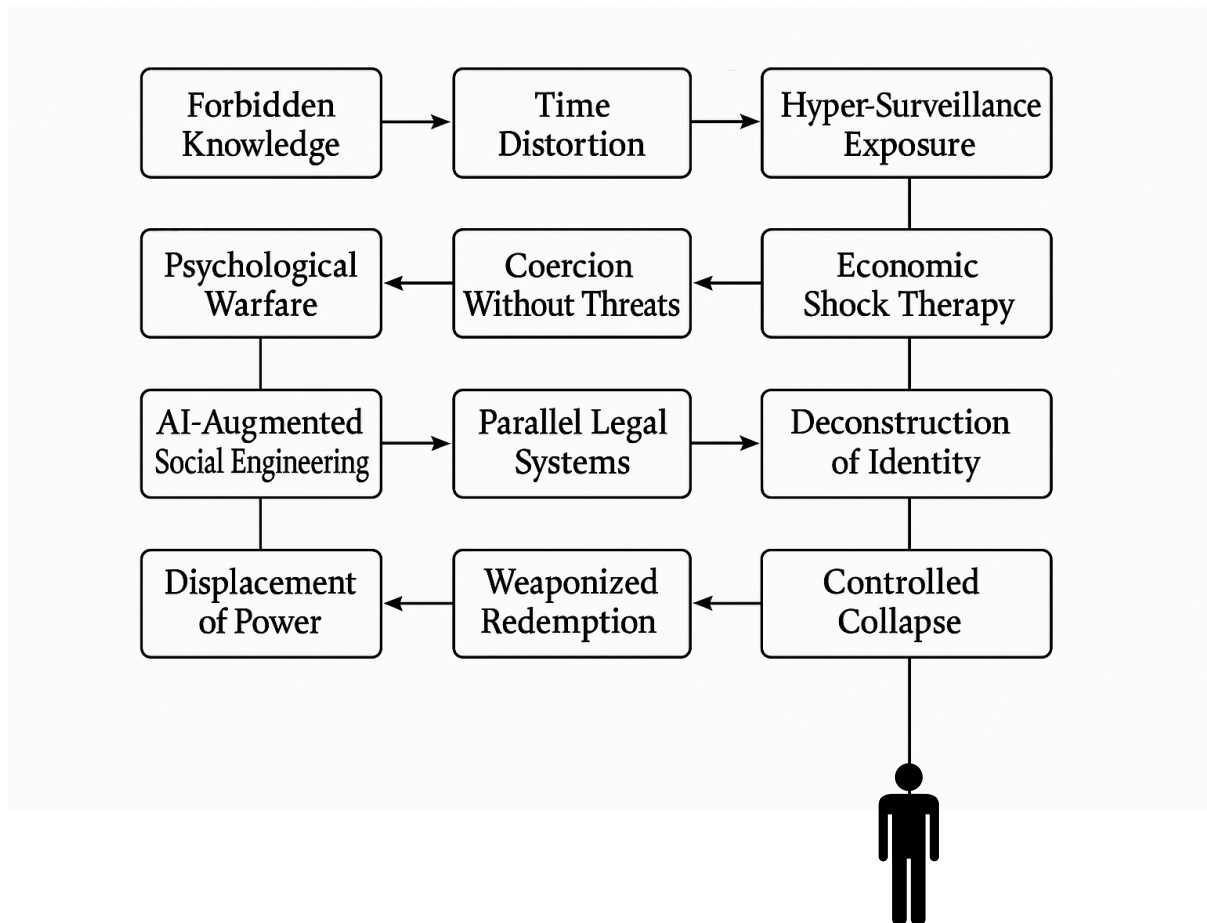 Forbidden
Knowledge
Time
Distortion
Hyper-Surveillance
Exposure
Psychological
Warfare
Coercion
Without Threats
Economic
Shock Therapy
AI-Augmented
Social Engineering
Parallel Legal
Systems
Deconstruction
of Identity
Displacement
of Power
Weaponized
Redemption
Controlled
Collapse